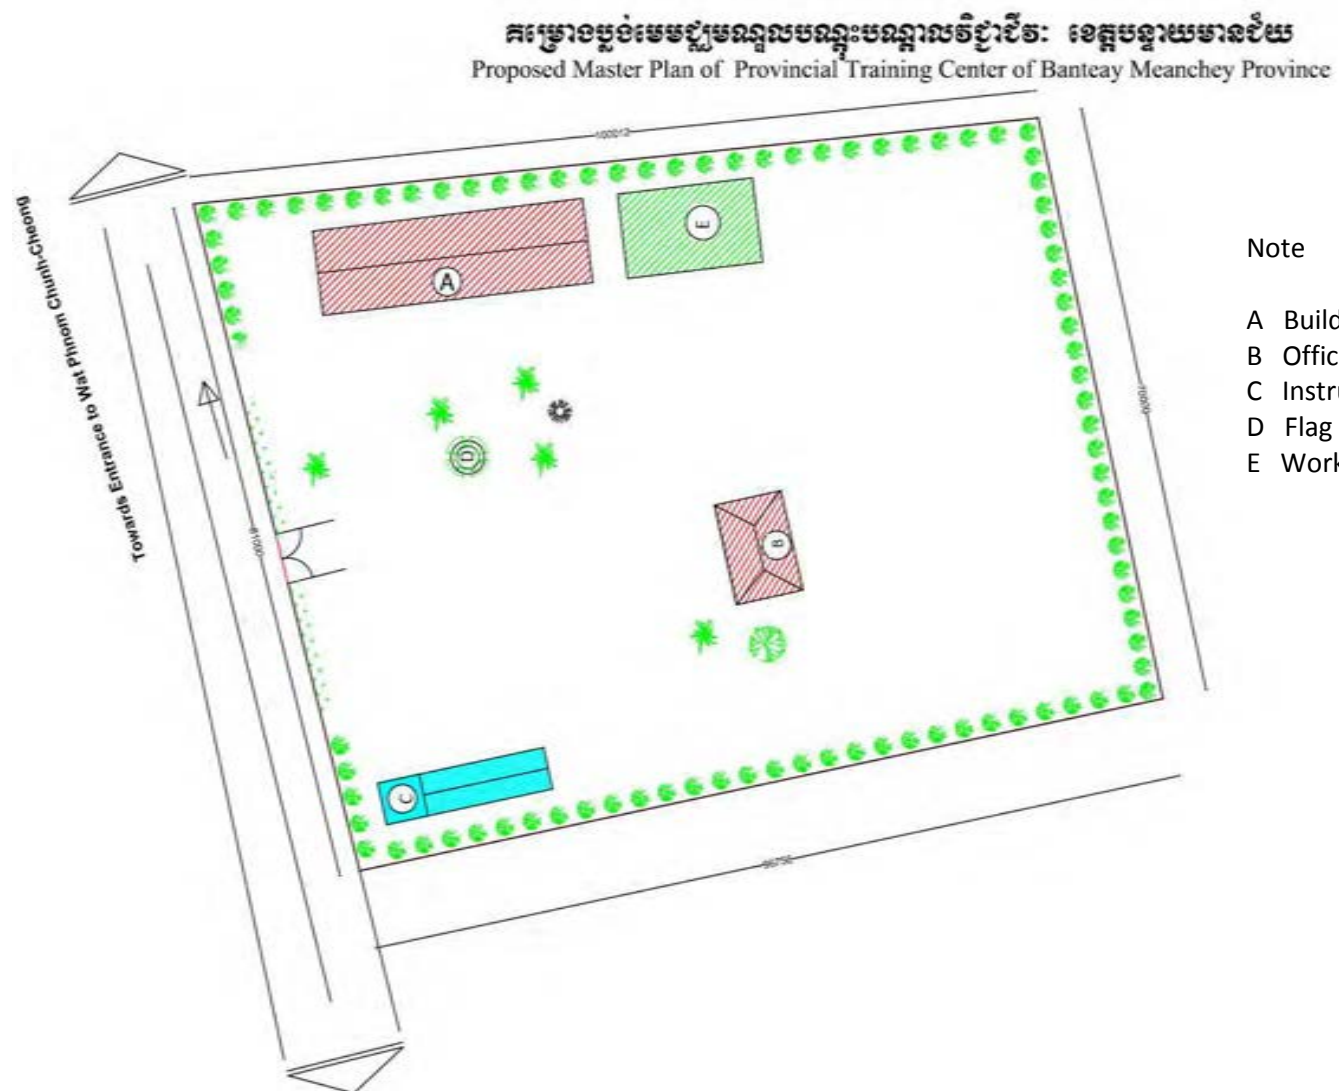 គម្រោងប្លង់មេមជ្ឈមណ្ឌលបណ្តុះបណ្តាលវិជ្ជាជីវៈ ខេត្តបន្ទាយមានជ័យ
Proposed Master Plan of Provincial Training Center of Banteay Meanchey Province
Towards Entrance to Wat Phnom Chunh-Cheong
Note
A Build
B Offic
C Instru
D Flag
E Work
A
E
D
B
C